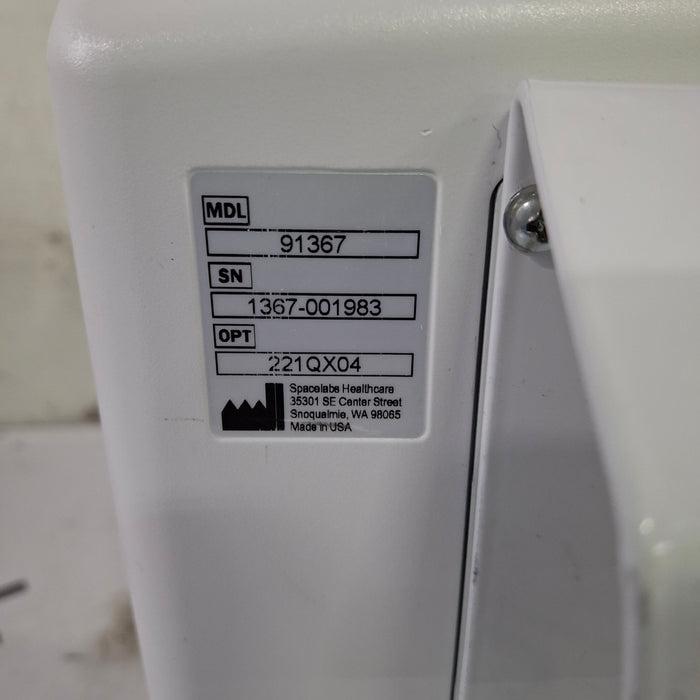 MDL
91367
SN
1367-001983
OPT
221QX04
Spacelabs Healthcare
35301 SE Center Street
Snoqualmie, WA 98065
Made in USA